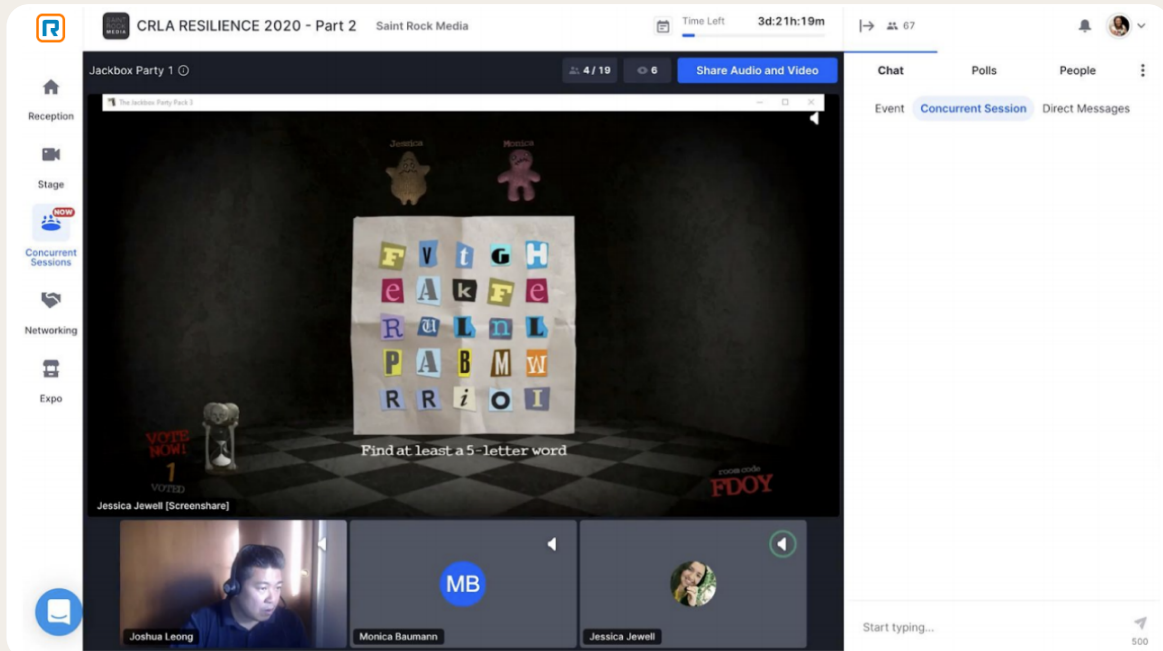 SAINT ROCK MEDIA
CRLA RESILIENCE 2020 - Part 2
Saint Rock Media
Time Left
3d:21h:19m
67
Reception
Stage
NOW
Concurrent Sessions
Networking
Expo
Jackbox Party 1
4 / 19
6
Share Audio and Video
The Jackbox Party Pack 3
Jessica
Monica
F V t G H
e A k F e
R u L n L
P A B M W
R R i O I
Find at least a 5-letter word
VOTE
NOW!
1
VOTED
room code
FDOY
Jessica Jewell [Screenshare]
Joshua Leong
MB
Monica Baumann
Jessica Jewell
Chat
Polls
People
Event
Concurrent Session
Direct Messages
Start typing...
500